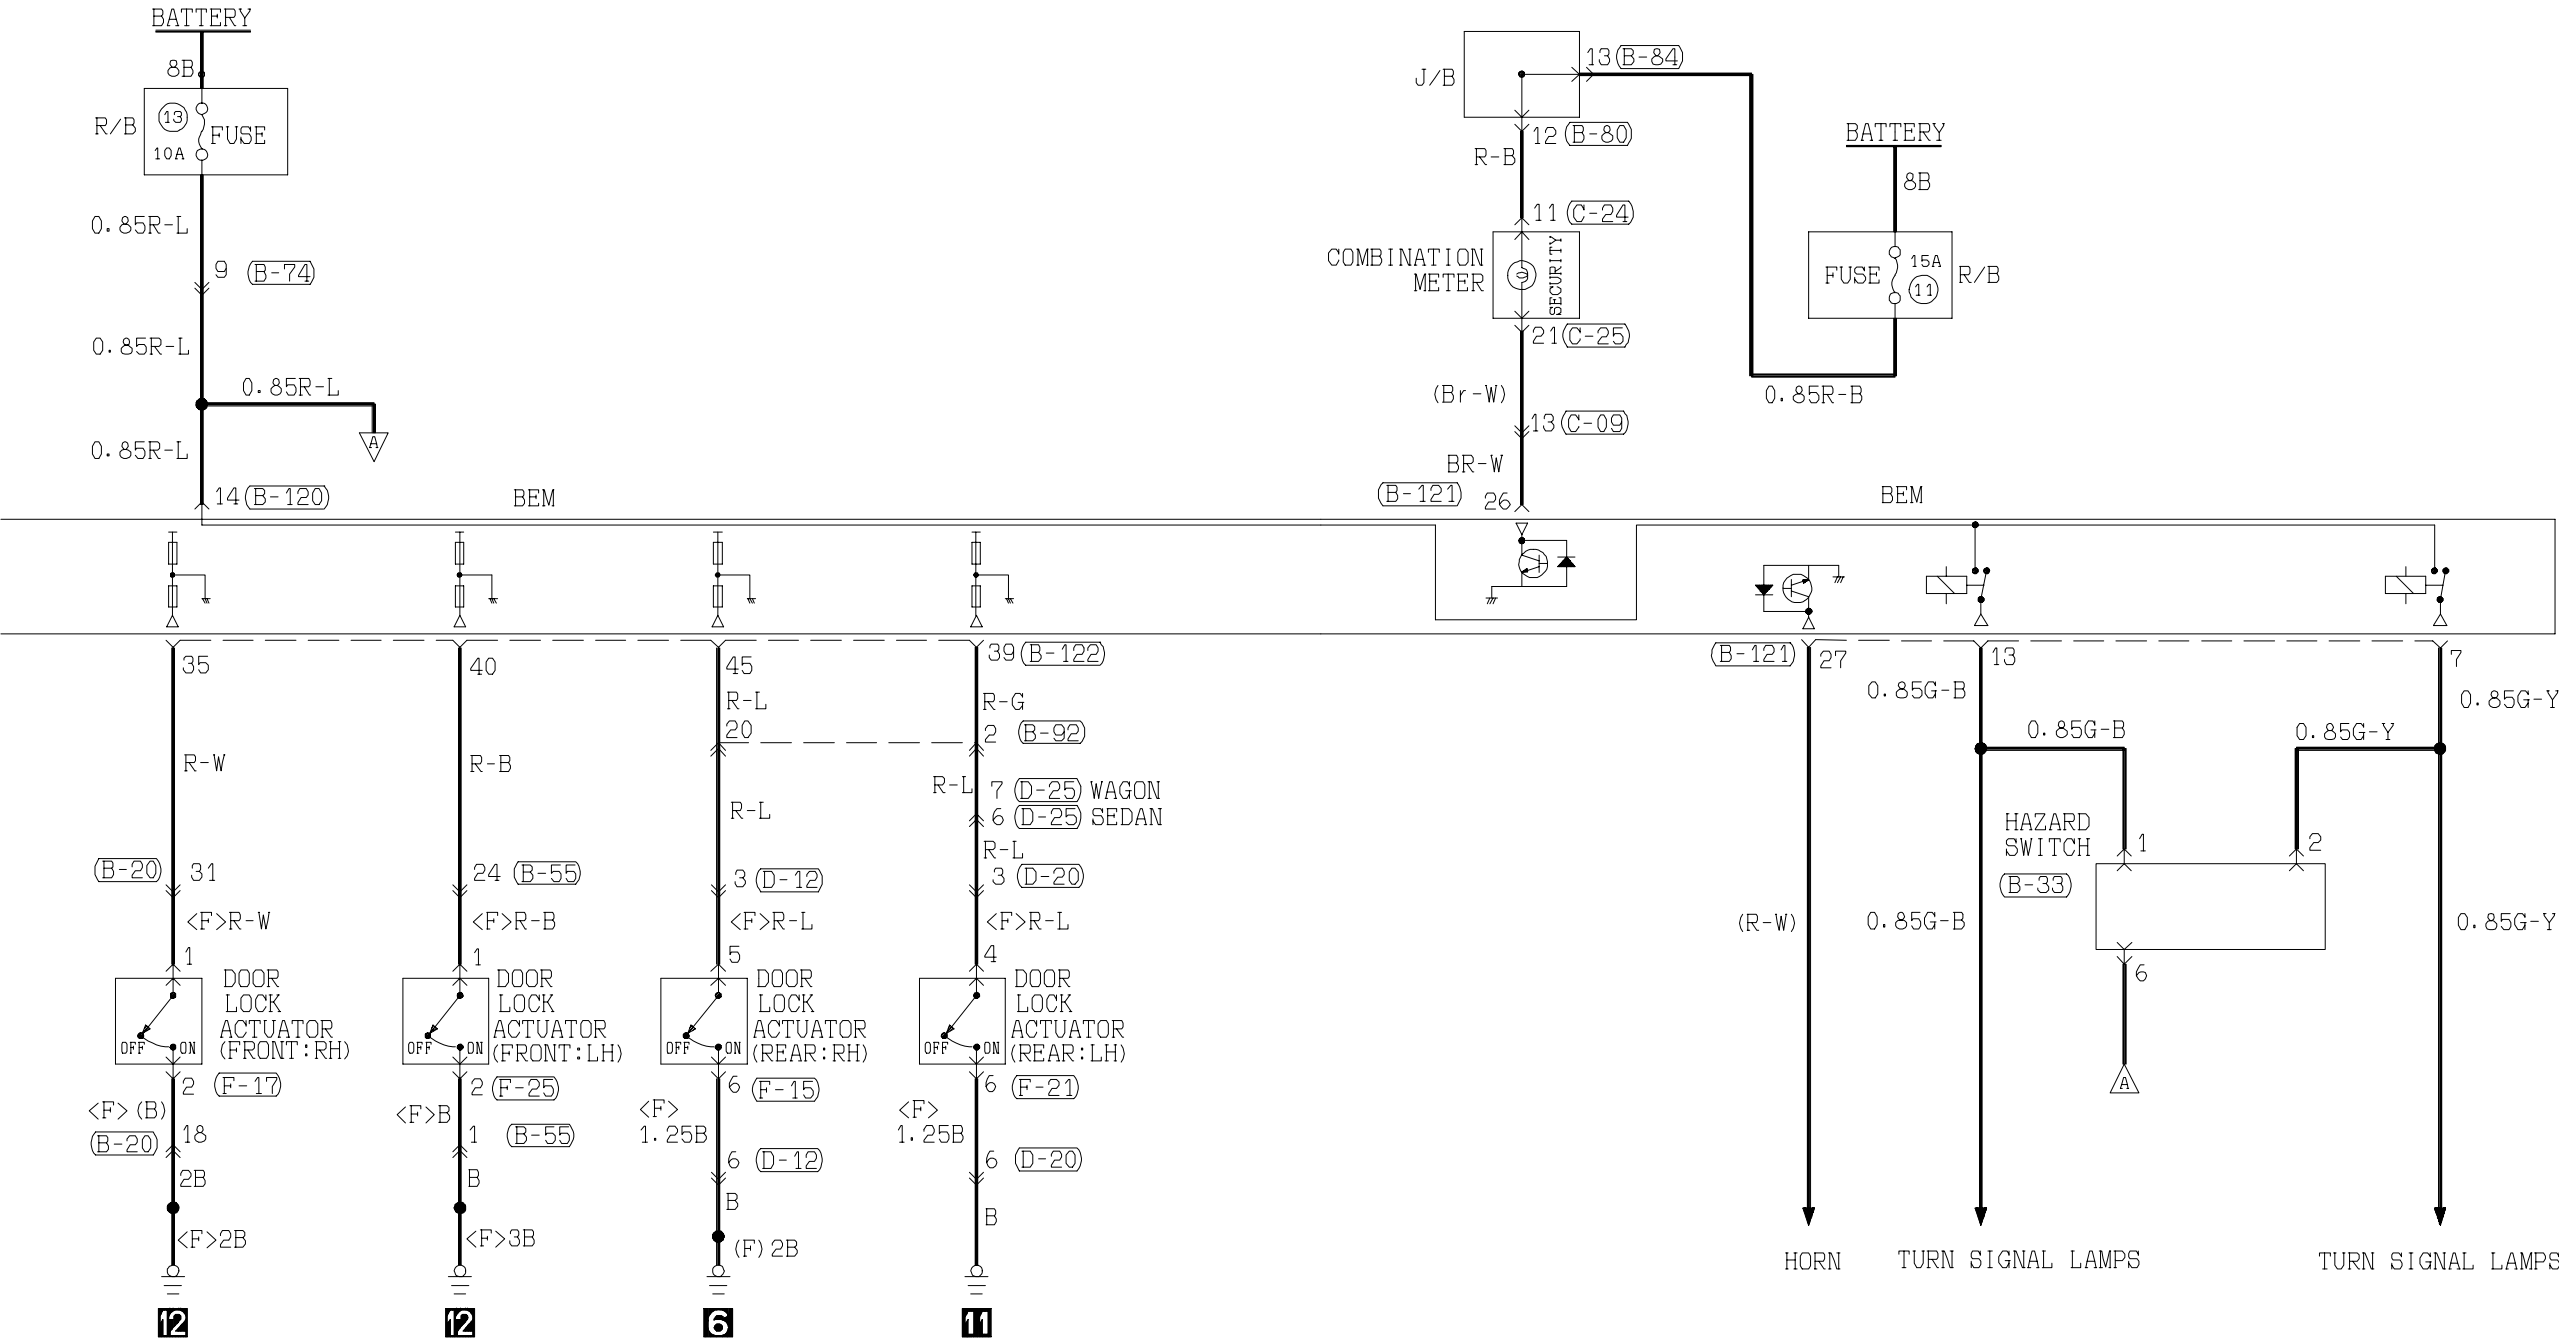 BATTERY
8B
R/B
13
10A
FUSE
0.85R-L
9 (B-74)
0.85R-L
0.85R-L
A
0.85R-L
14 (B-120)
BEM
J/B
13 (B-84)
12 (B-80)
R-B
11 (C-24)
COMBINATION
METER
SECURITY
21 (C-25)
(Br-W)
13 (C-09)
BR-W
(B-121) 26
BATTERY
8B
FUSE
15A
11
R/B
0.85R-B
BEM
35
40
45
39 (B-122)
R-L
R-G
20
2 (B-92)
R-W
R-B
R-L
R-L
7 (D-25) WAGON
6 (D-25) SEDAN
R-L
(B-20) 31
24 (B-55)
3 (D-12)
3 (D-20)
<F>R-W
<F>R-B
<F>R-L
<F>R-L
1
1
5
4
DOOR
LOCK
ACTUATOR
(FRONT:RH)
OFF ON
DOOR
LOCK
ACTUATOR
(FRONT:LH)
OFF ON
DOOR
LOCK
ACTUATOR
(REAR:RH)
OFF ON
DOOR
LOCK
ACTUATOR
(REAR:LH)
OFF ON
2 (F-17)
2 (F-25)
6 (F-15)
6 (F-21)
<F>(B)
<F>B
<F>
1.25B
<F>
1.25B
(B-20) 18
1 (B-55)
6 (D-12)
6 (D-20)
2B
B
B
B
<F>2B
<F>3B
(F)2B
12
12
6
11
(B-121) 27
13
7
0.85G-B
0.85G-Y
0.85G-B
0.85G-Y
HAZARD
SWITCH
(B-33)
1
2
(R-W)
0.85G-B
0.85G-Y
6
A
HORN
TURN SIGNAL LAMPS
TURN SIGNAL LAMPS